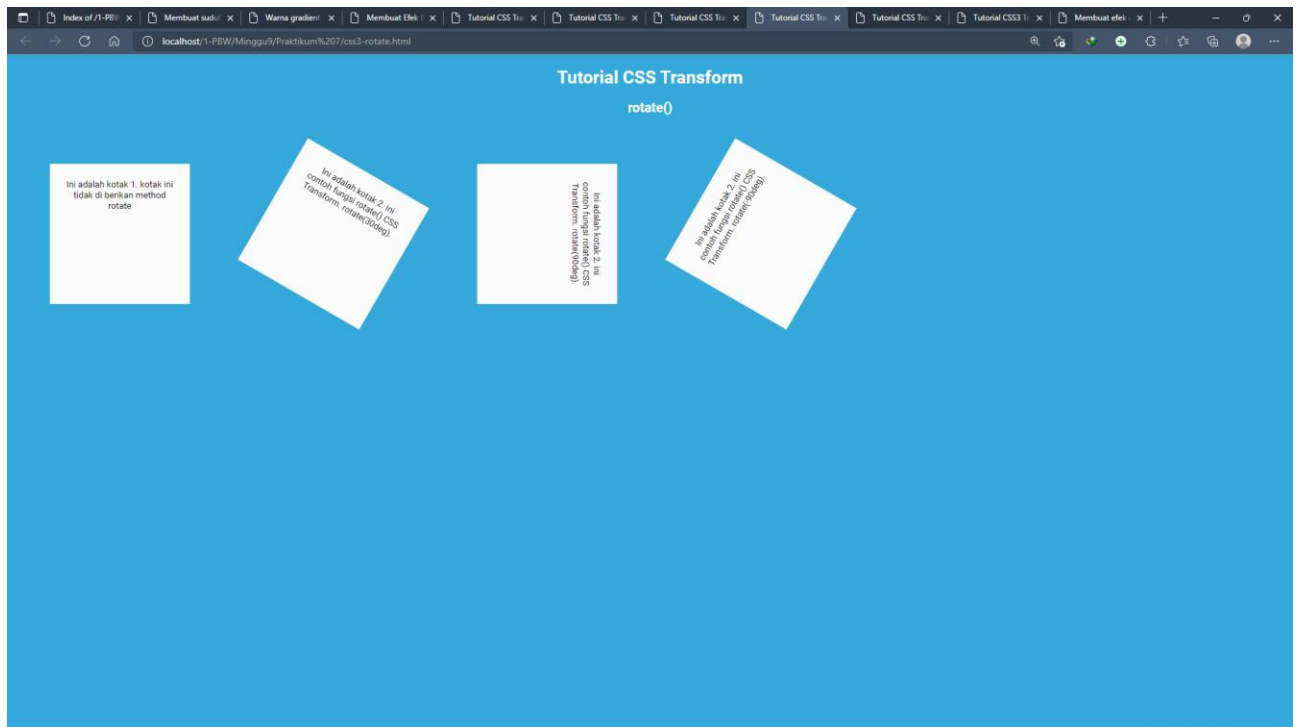 Index of /1-PBW
Membuat sudut
Warna gradient
Membuat Efek
Tutorial CSS Tra
Tutorial CSS Tra
Tutorial CSS Tra
Tutorial CSS Tra
Tutorial CSS Tra
Tutorial CSS3 Tr
Membuat efek
localhost/1-PBW/Minggu9/Praktikum%207/css3-rotate.html
Tutorial CSS Transform
rotate()
Ini adalah kotak 1. kotak ini
tidak di berikan method
rotate
Ini adalah kotak 2. ini
contoh fungsi rotate() CSS
Transform. rotate(30deg).
Ini adalah kotak 2. ini
contoh fungsi rotate() CSS
Transform. rotate(90deg).
Ini adalah kotak 2. ini
contoh fungsi rotate() CSS
Transform. rotate(-90deg).